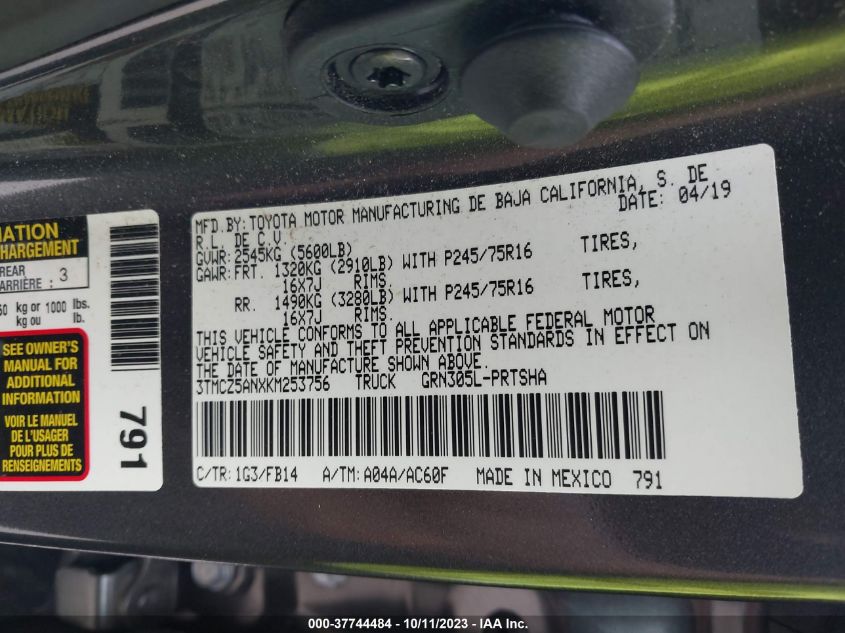 MFD.BY:TOYOTA MOTOR MANUFACTURING DE BAJA CALIFORNIA, S. DE
R.L. DE C.V. DATE: 04/19
GVWR: 2545KG (5600LB)
GAWR:FRT. 1320KG (2910LB) WITH P245/75R16 TIRES,
16X7J RIMS.
RR. 1490KG (3280LB) WITH P245/75R16 TIRES,
16X7J RIMS.
THIS VEHICLE CONFORMS TO ALL APPLICABLE FEDERAL MOTOR
VEHICLE SAFETY AND THEFT PREVENTION STANDARDS IN EFFECT ON
THE DATE OF MANUFACTURE SHOWN ABOVE.
3TMCZ5ANXKM253756 TRUCK GRN305L-PRTSHA
C/TR:1G3/FB14 A/TM:A04A/AC60F MADE IN MEXICO 791
REAR
ARRIÈRE : 3
kg or 1000 lbs.
kg ou lb.
SEE OWNER'S
MANUAL FOR
ADDITIONAL
INFORMATION
VOIR LE MANUEL
DE L'USAGER
POUR PLUS DE
RENSEIGNEMENTS
791
000-37744484 - 10/11/2023 - IAA Inc.